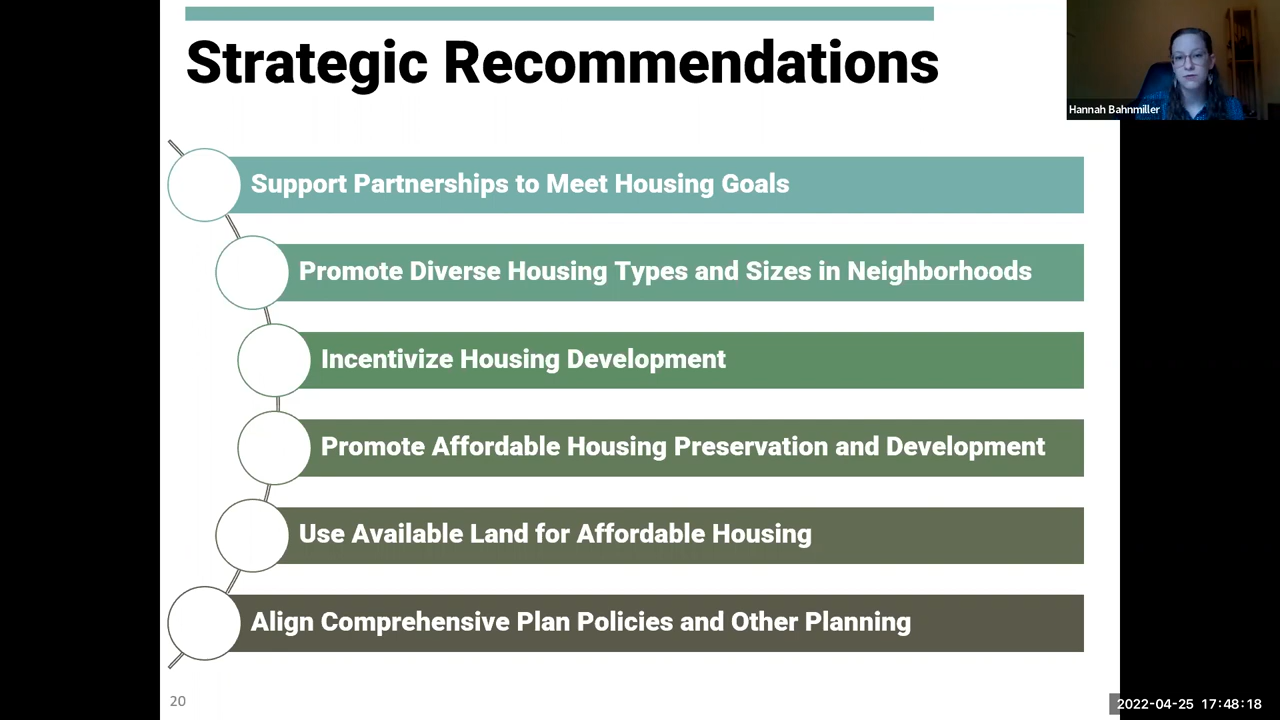 Strategic Recommendations
Hannah Bahnmiller
Support Partnerships to Meet Housing Goals
Promote Diverse Housing Types and Sizes in Neighborhoods
Incentivize Housing Development
Promote Affordable Housing Preservation and Development
Use Available Land for Affordable Housing
Align Comprehensive Plan Policies and Other Planning
20
2022-04-25 17:48:18